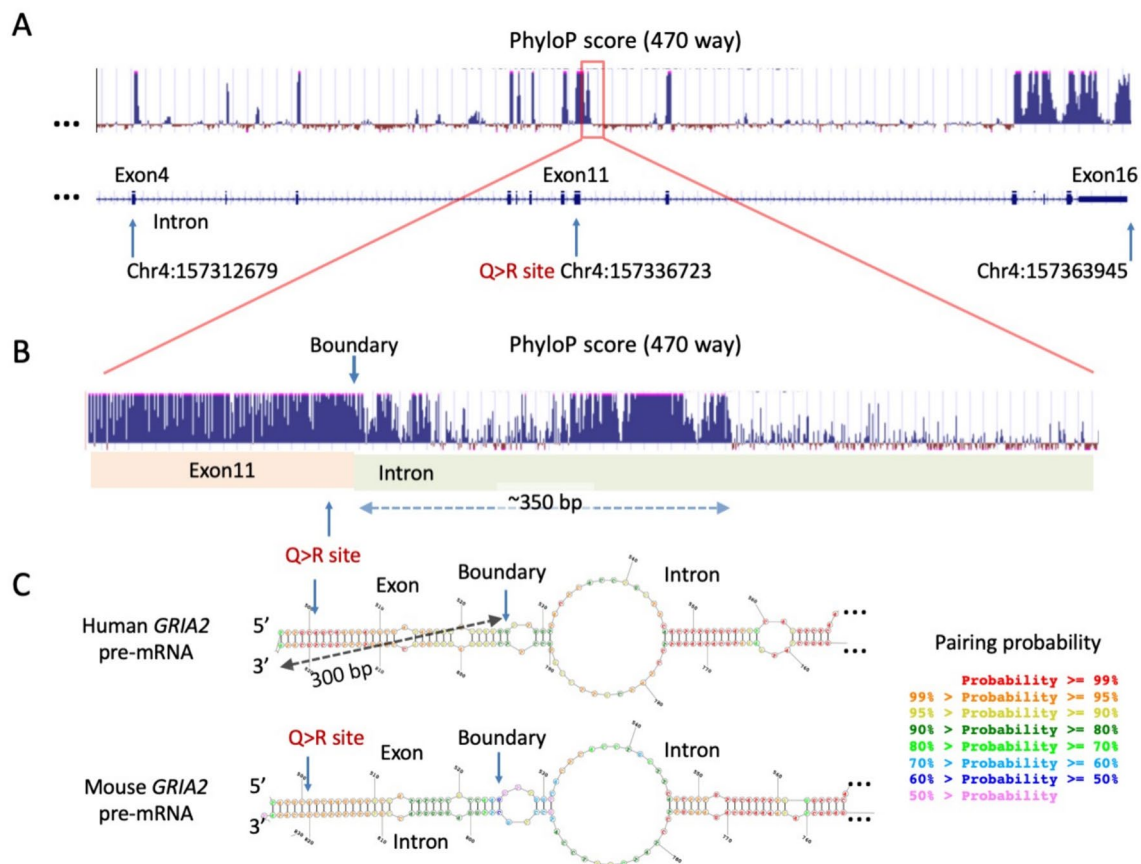 A
PhyloP score (470 way)
...
Exon4
Exon11
Exon16
...
Intron
Chr4:157312679
Q>R site Chr4:157336723
Chr4:157363945
B
Boundary
PhyloP score (470 way)
Exon11
Intron
~350 bp
Q>R site
C
Exon
Boundary
Intron
Human GRIA2
pre-mRNA
5’
3’
300 bp
...
...
Pairing probability
Probability >= 99%
99% > Probability >= 95%
95% > Probability >= 90%
90% > Probability >= 80%
80% > Probability >= 70%
70% > Probability >= 60%
60% > Probability >= 50%
50% > Probability
Q>R site
Exon
Boundary
Intron
Mouse GRIA2
pre-mRNA
5’
3’
Intron
...
...